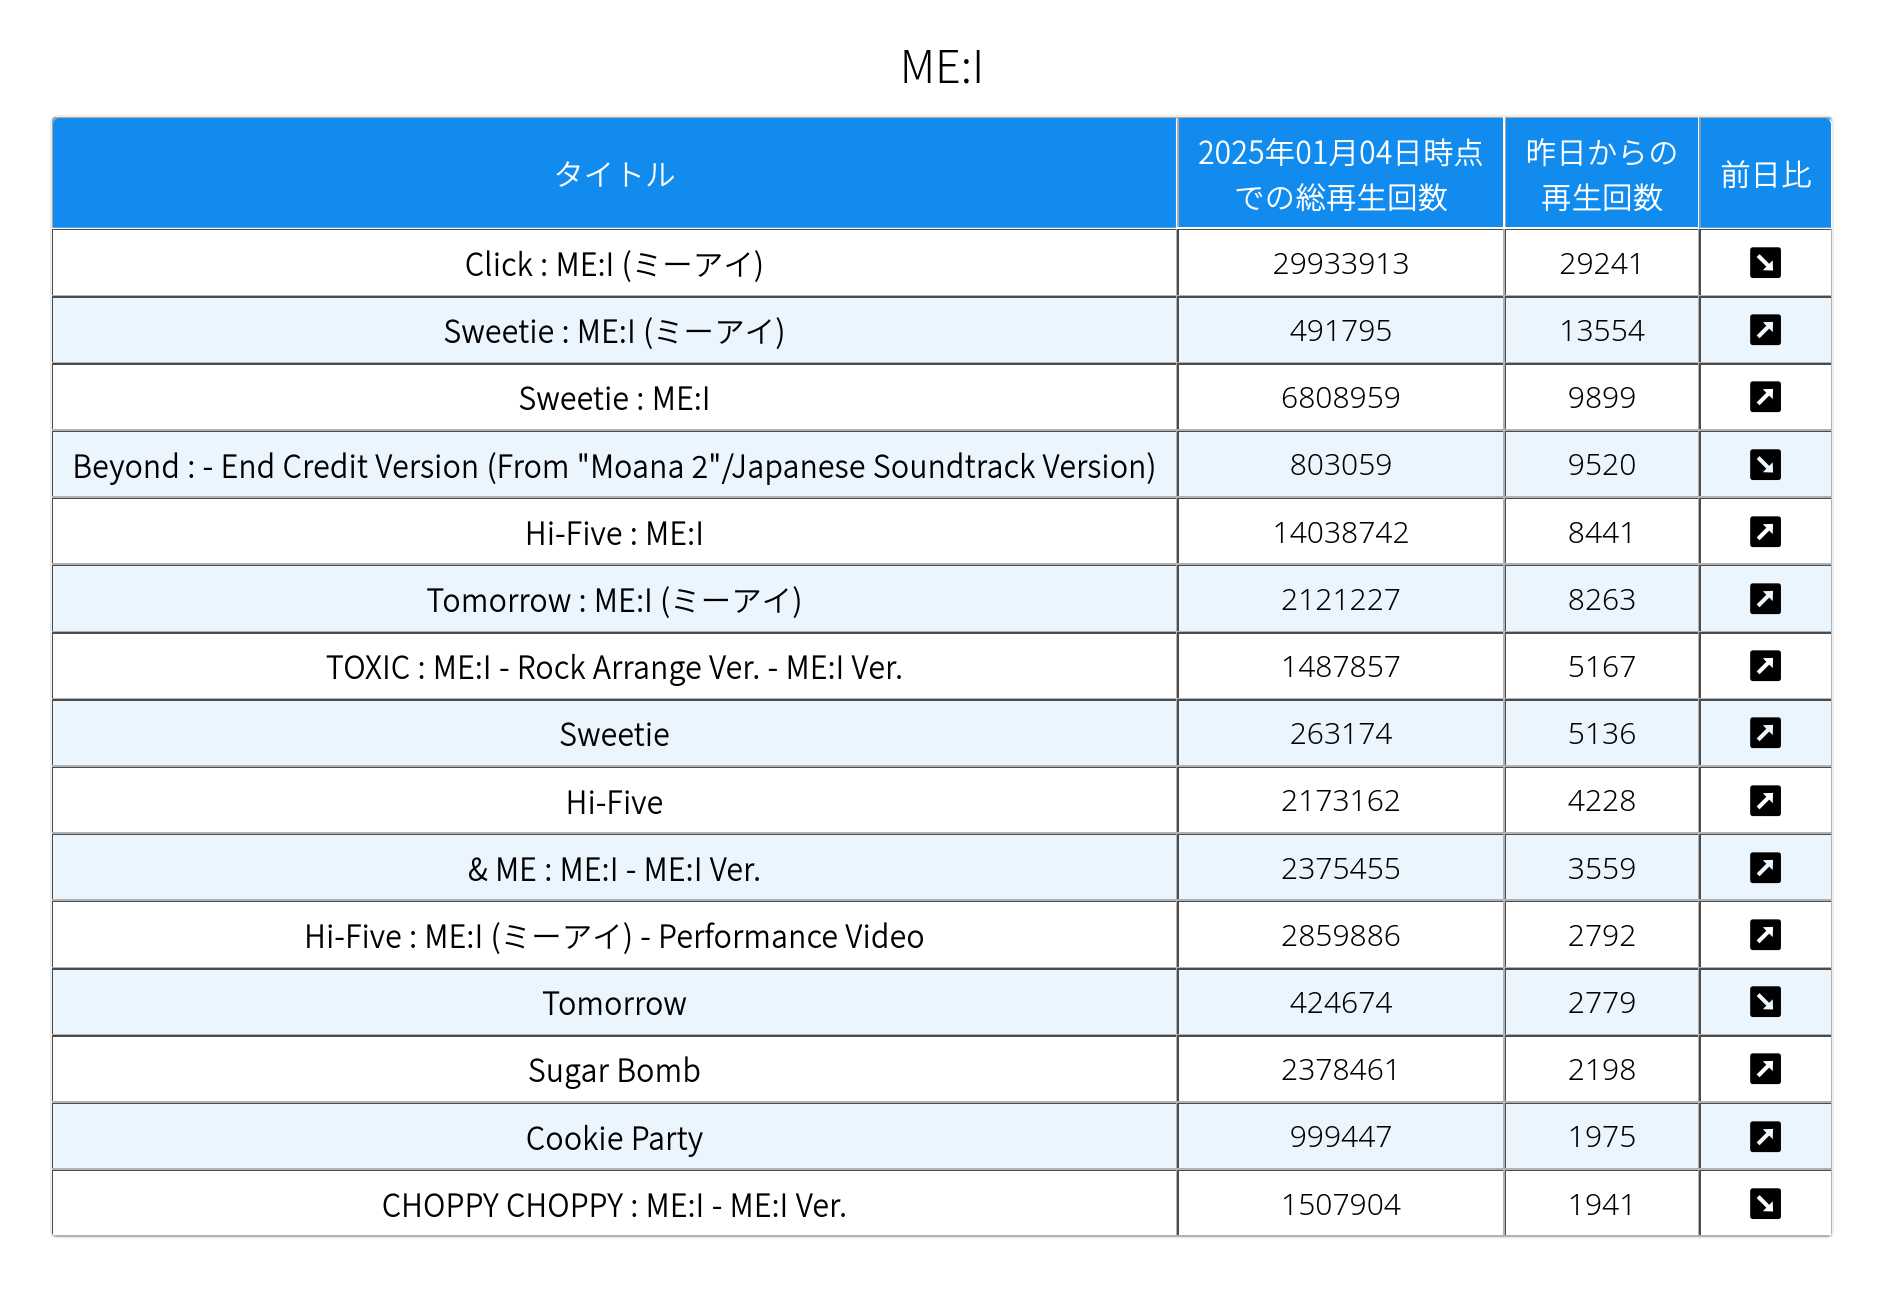 ME:I
タイトル
2025年01月04日時点
での総再生回数
昨日からの
再生回数
前日比
Click : ME:I (ミーアイ) 29933913 29241
Sweetie : ME:I (ミーアイ) 491795 13554
Sweetie : ME:I 6808959 9899
Beyond : - End Credit Version (From "Moana 2"/Japanese Soundtrack Version) 803059 9520
Hi-Five : ME:I 14038742 8441
Tomorrow : ME:I (ミーアイ) 2121227 8263
TOXIC : ME:I - Rock Arrange Ver. - ME:I Ver. 1487857 5167
Sweetie 263174 5136
Hi-Five 2173162 4228
& ME : ME:I - ME:I Ver. 2375455 3559
Hi-Five : ME:I (ミーアイ) - Performance Video 2859886 2792
Tomorrow 424674 2779
Sugar Bomb 2378461 2198
Cookie Party 999447 1975
CHOPPY CHOPPY : ME:I - ME:I Ver. 1507904 1941